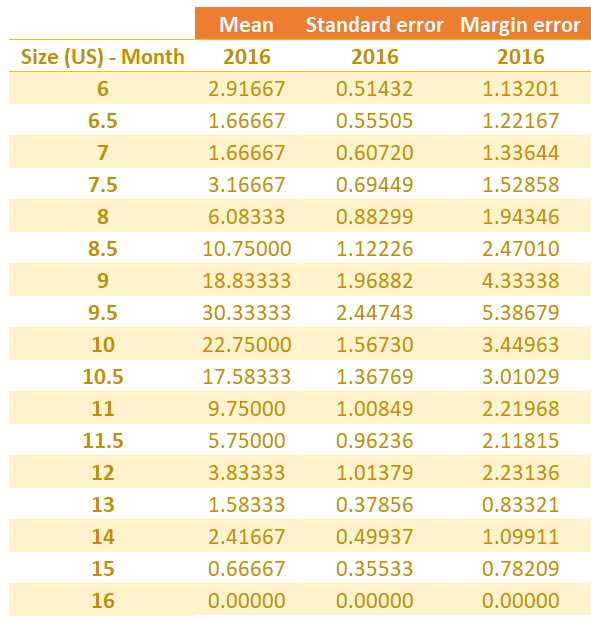 Mean Standard error Margin error
Size (US) - Month 2016 2016 2016
6 2.91667 0.51432 1.13201
6.5 1.66667 0.55505 1.22167
7 1.66667 0.60720 1.33644
7.5 3.16667 0.69449 1.52858
8 6.08333 0.88299 1.94346
8.5 10.75000 1.12226 2.47010
9 18.83333 1.96882 4.33338
9.5 30.33333 2.44743 5.38679
10 22.75000 1.56730 3.44963
10.5 17.58333 1.36769 3.01029
11 9.75000 1.00849 2.21968
11.5 5.75000 0.96236 2.11815
12 3.83333 1.01379 2.23136
13 1.58333 0.37856 0.83321
14 2.41667 0.49937 1.09911
15 0.66667 0.35533 0.78209
16 0.00000 0.00000 0.00000